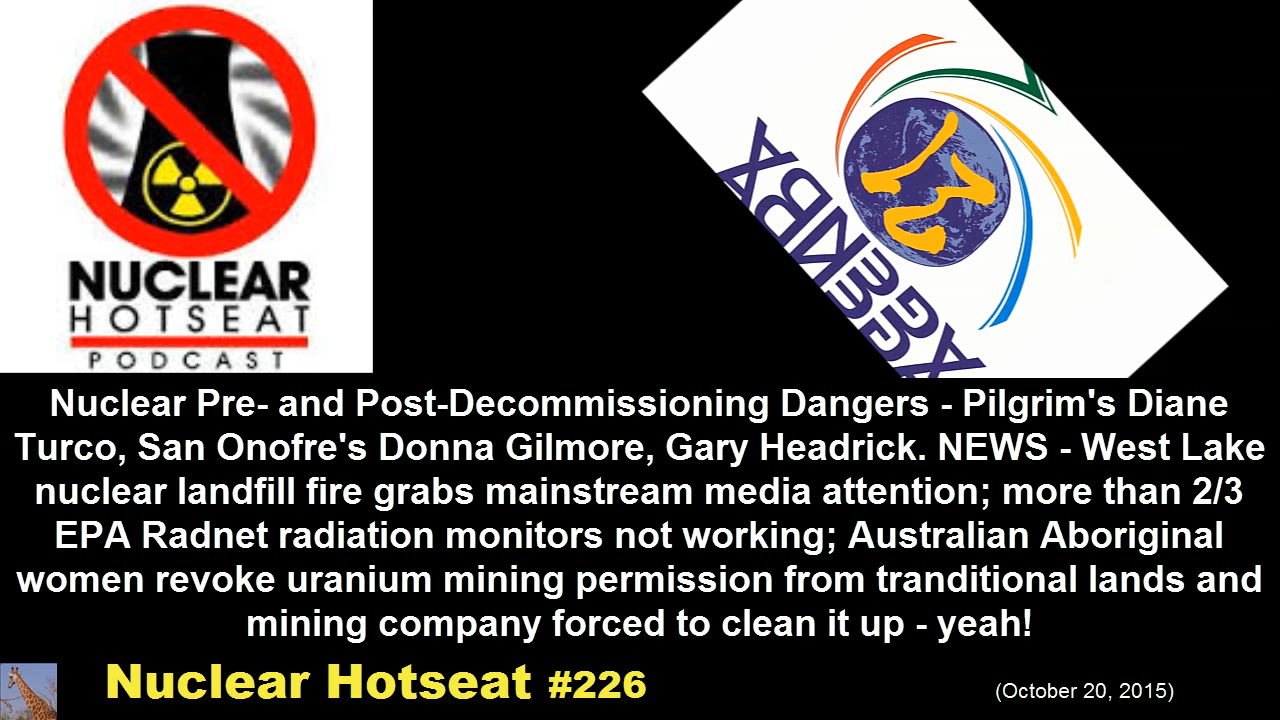 NUCLEAR
HOTSEAT
PODCAST
Nuclear Pre- and Post-Decommissioning Dangers - Pilgrim's Diane
Turco, San Onofre's Donna Gilmore, Gary Headrick. NEWS - West Lake
nuclear landfill fire grabs mainstream media attention; more than 2/3
EPA Radnet radiation monitors not working; Australian Aboriginal
women revoke uranium mining permission from tranditional lands and
mining company forced to clean it up - yeah!
Nuclear Hotseat #226
(October 20, 2015)